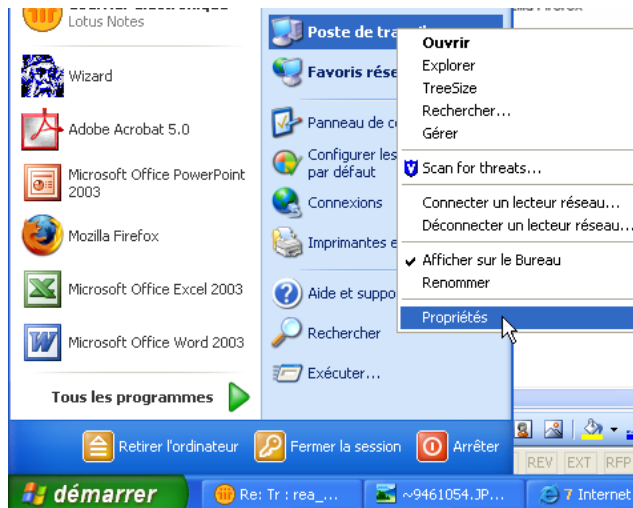 Lotus Notes
Wizard
Adobe Acrobat 5.0
Microsoft Office PowerPoint
2003
Mozilla Firefox
Microsoft Office Excel 2003
Microsoft Office Word 2003
Tous les programmes
Poste de tra
Favoris rése
Panneau de c
Configurer les
par défaut
Connexions
Imprimantes e
Aide et suppo
Rechercher
Exécuter...
Ouvrir
Explorer
TreeSize
Rechercher...
Gérer
Scan for threats...
Connecter un lecteur réseau...
Déconnecter un lecteur réseau...
Afficher sur le Bureau
Renommer
Propriétés
Retirer l'ordinateur
Fermer la session
Arrêter
REV EXT RFP
démarrer
Re: Tr : rea_...
~9461054.JP...
7 Internet